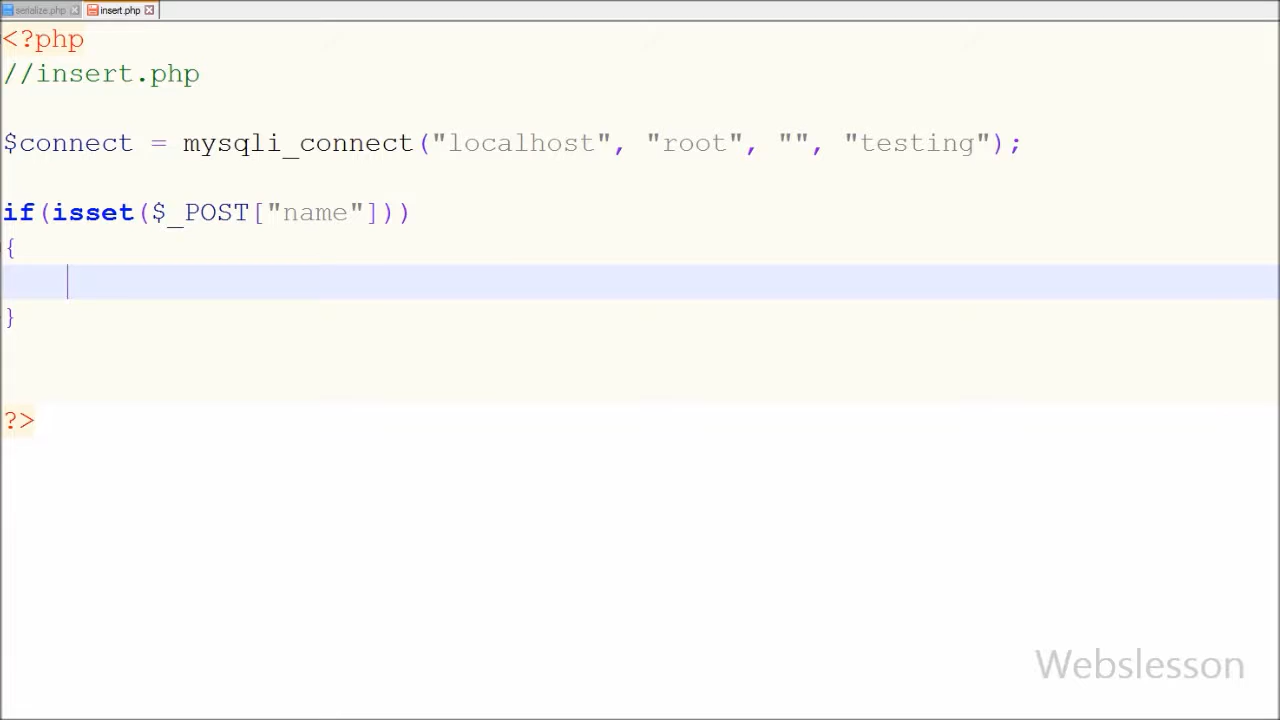 serialize.php insert.php
<?php
//insert.php
$connect = mysqli_connect("localhost", "root", "", "testing");
if(isset($_POST["name"]))
{
}
?>
Webslesson